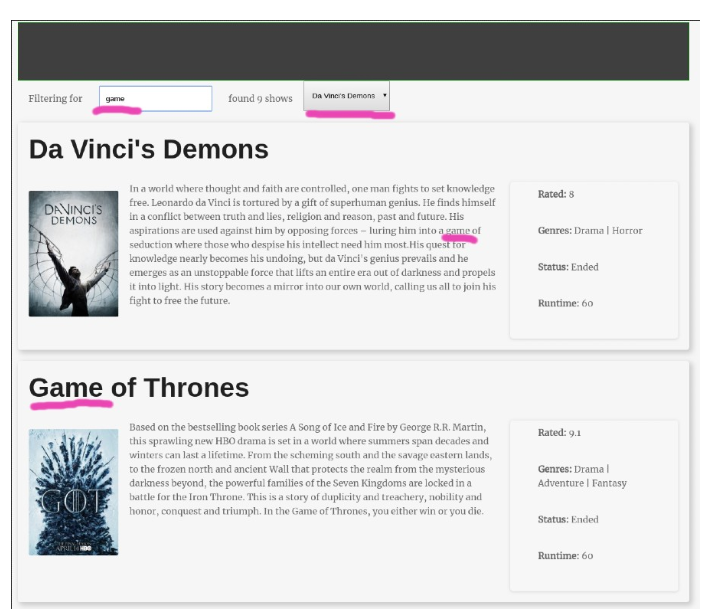 Filtering for game found 9 shows Da Vinci's Demons
Da Vinci's Demons
DA VINCI'S
DEMONS
In a world where thought and faith are controlled, one man fights to set knowledge
free. Leonardo da Vinci is tortured by a gift of superhuman genius. He finds himself
in a conflict between truth and lies, religion and reason, past and future. His
aspirations are used against him by opposing forces – luring him into a game of
seduction where those who despise his intellect need him most.His quest for
knowledge nearly becomes his undoing, but da Vinci's genius prevails and he
emerges as an unstoppable force that lifts an entire era out of darkness and propels
it into light. His story becomes a mirror into our own world, calling us all to join his
fight to free the future.
Rated: 8
Genres: Drama | Horror
Status: Ended
Runtime: 60
Game of Thrones
GOT
APRIL 14 HBO
Based on the bestselling book series A Song of Ice and Fire by George R.R. Martin,
this sprawling new HBO drama is set in a world where summers span decades and
winters can last a lifetime. From the scheming south and the savage eastern lands,
to the frozen north and ancient Wall that protects the realm from the mysterious
darkness beyond, the powerful families of the Seven Kingdoms are locked in a
battle for the Iron Throne. This is a story of duplicity and treachery, nobility and
honor, conquest and triumph. In the Game of Thrones, you either win or you die.
Rated: 9.1
Genres: Drama |
Adventure | Fantasy
Status: Ended
Runtime: 60